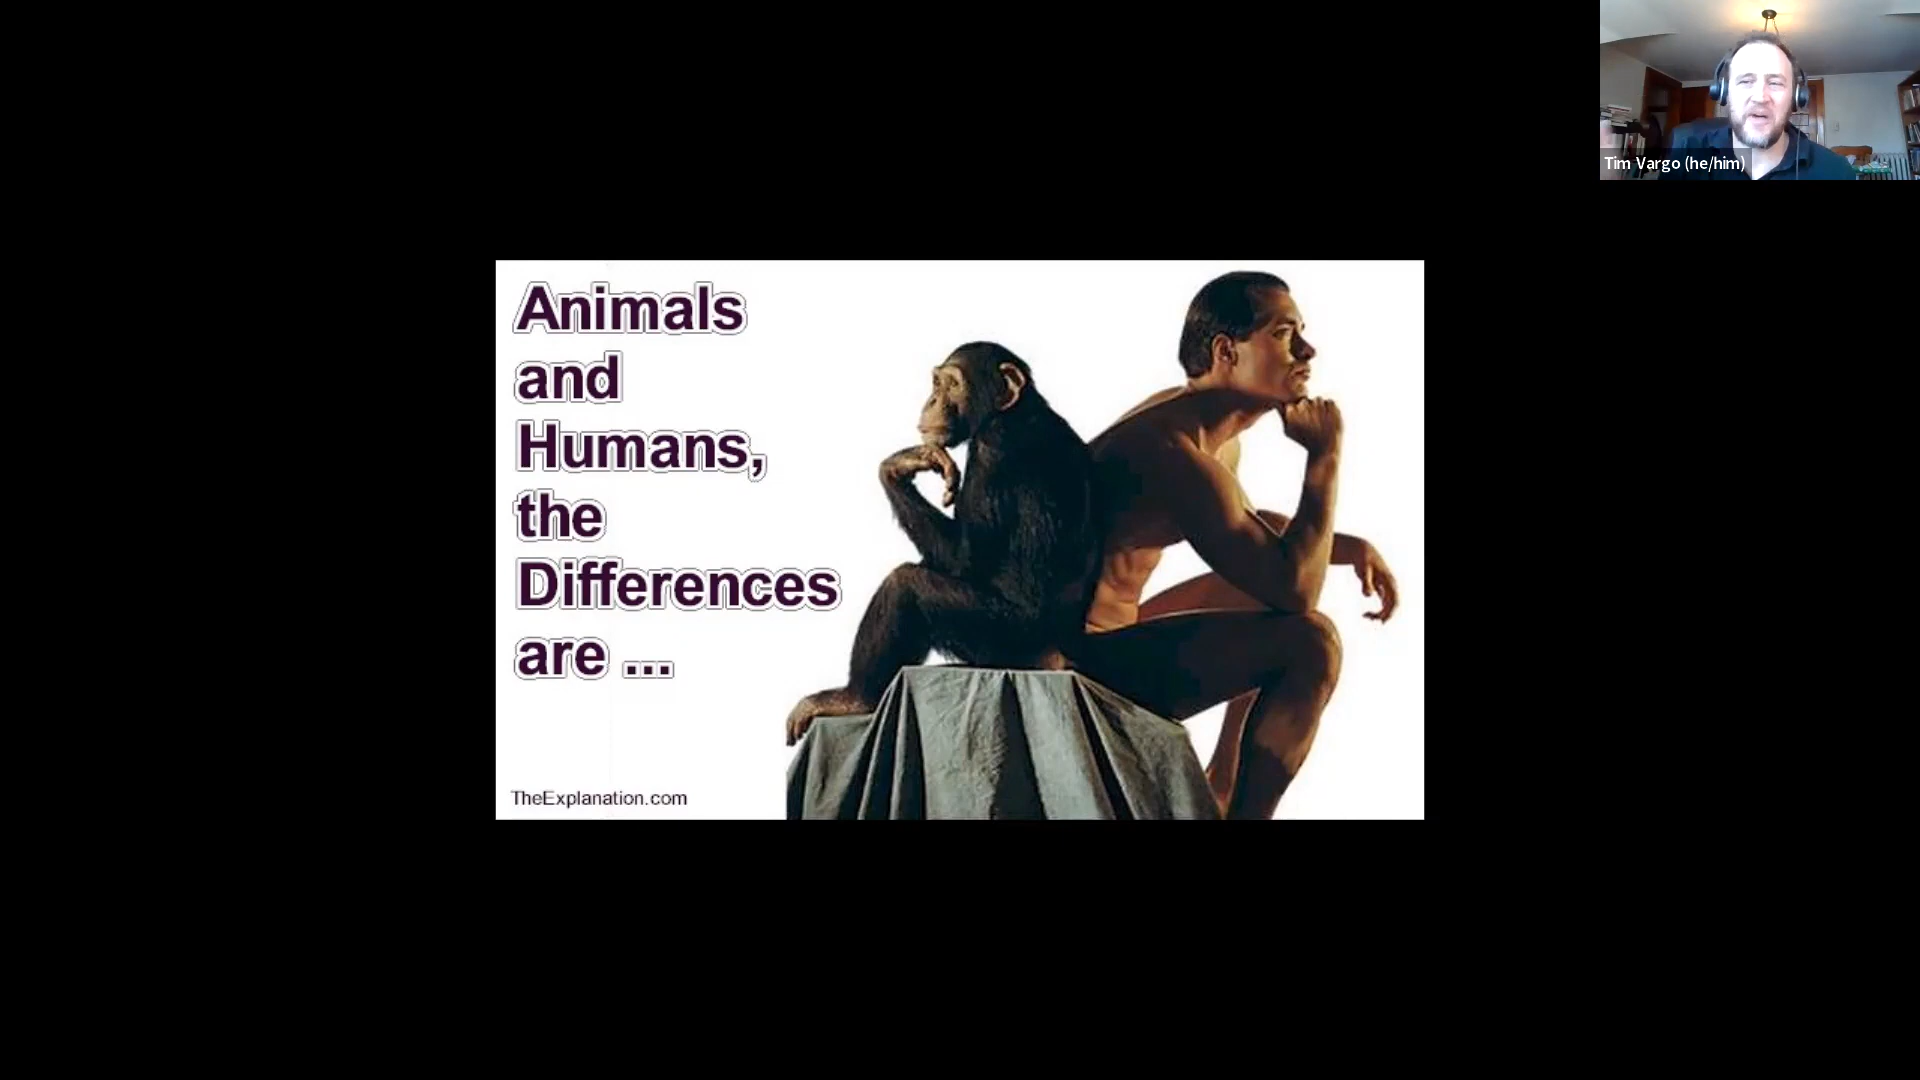 Tim Vargo (he/him)
Animals
and
Humans,
the
Differences
are ...
TheExplanation.com